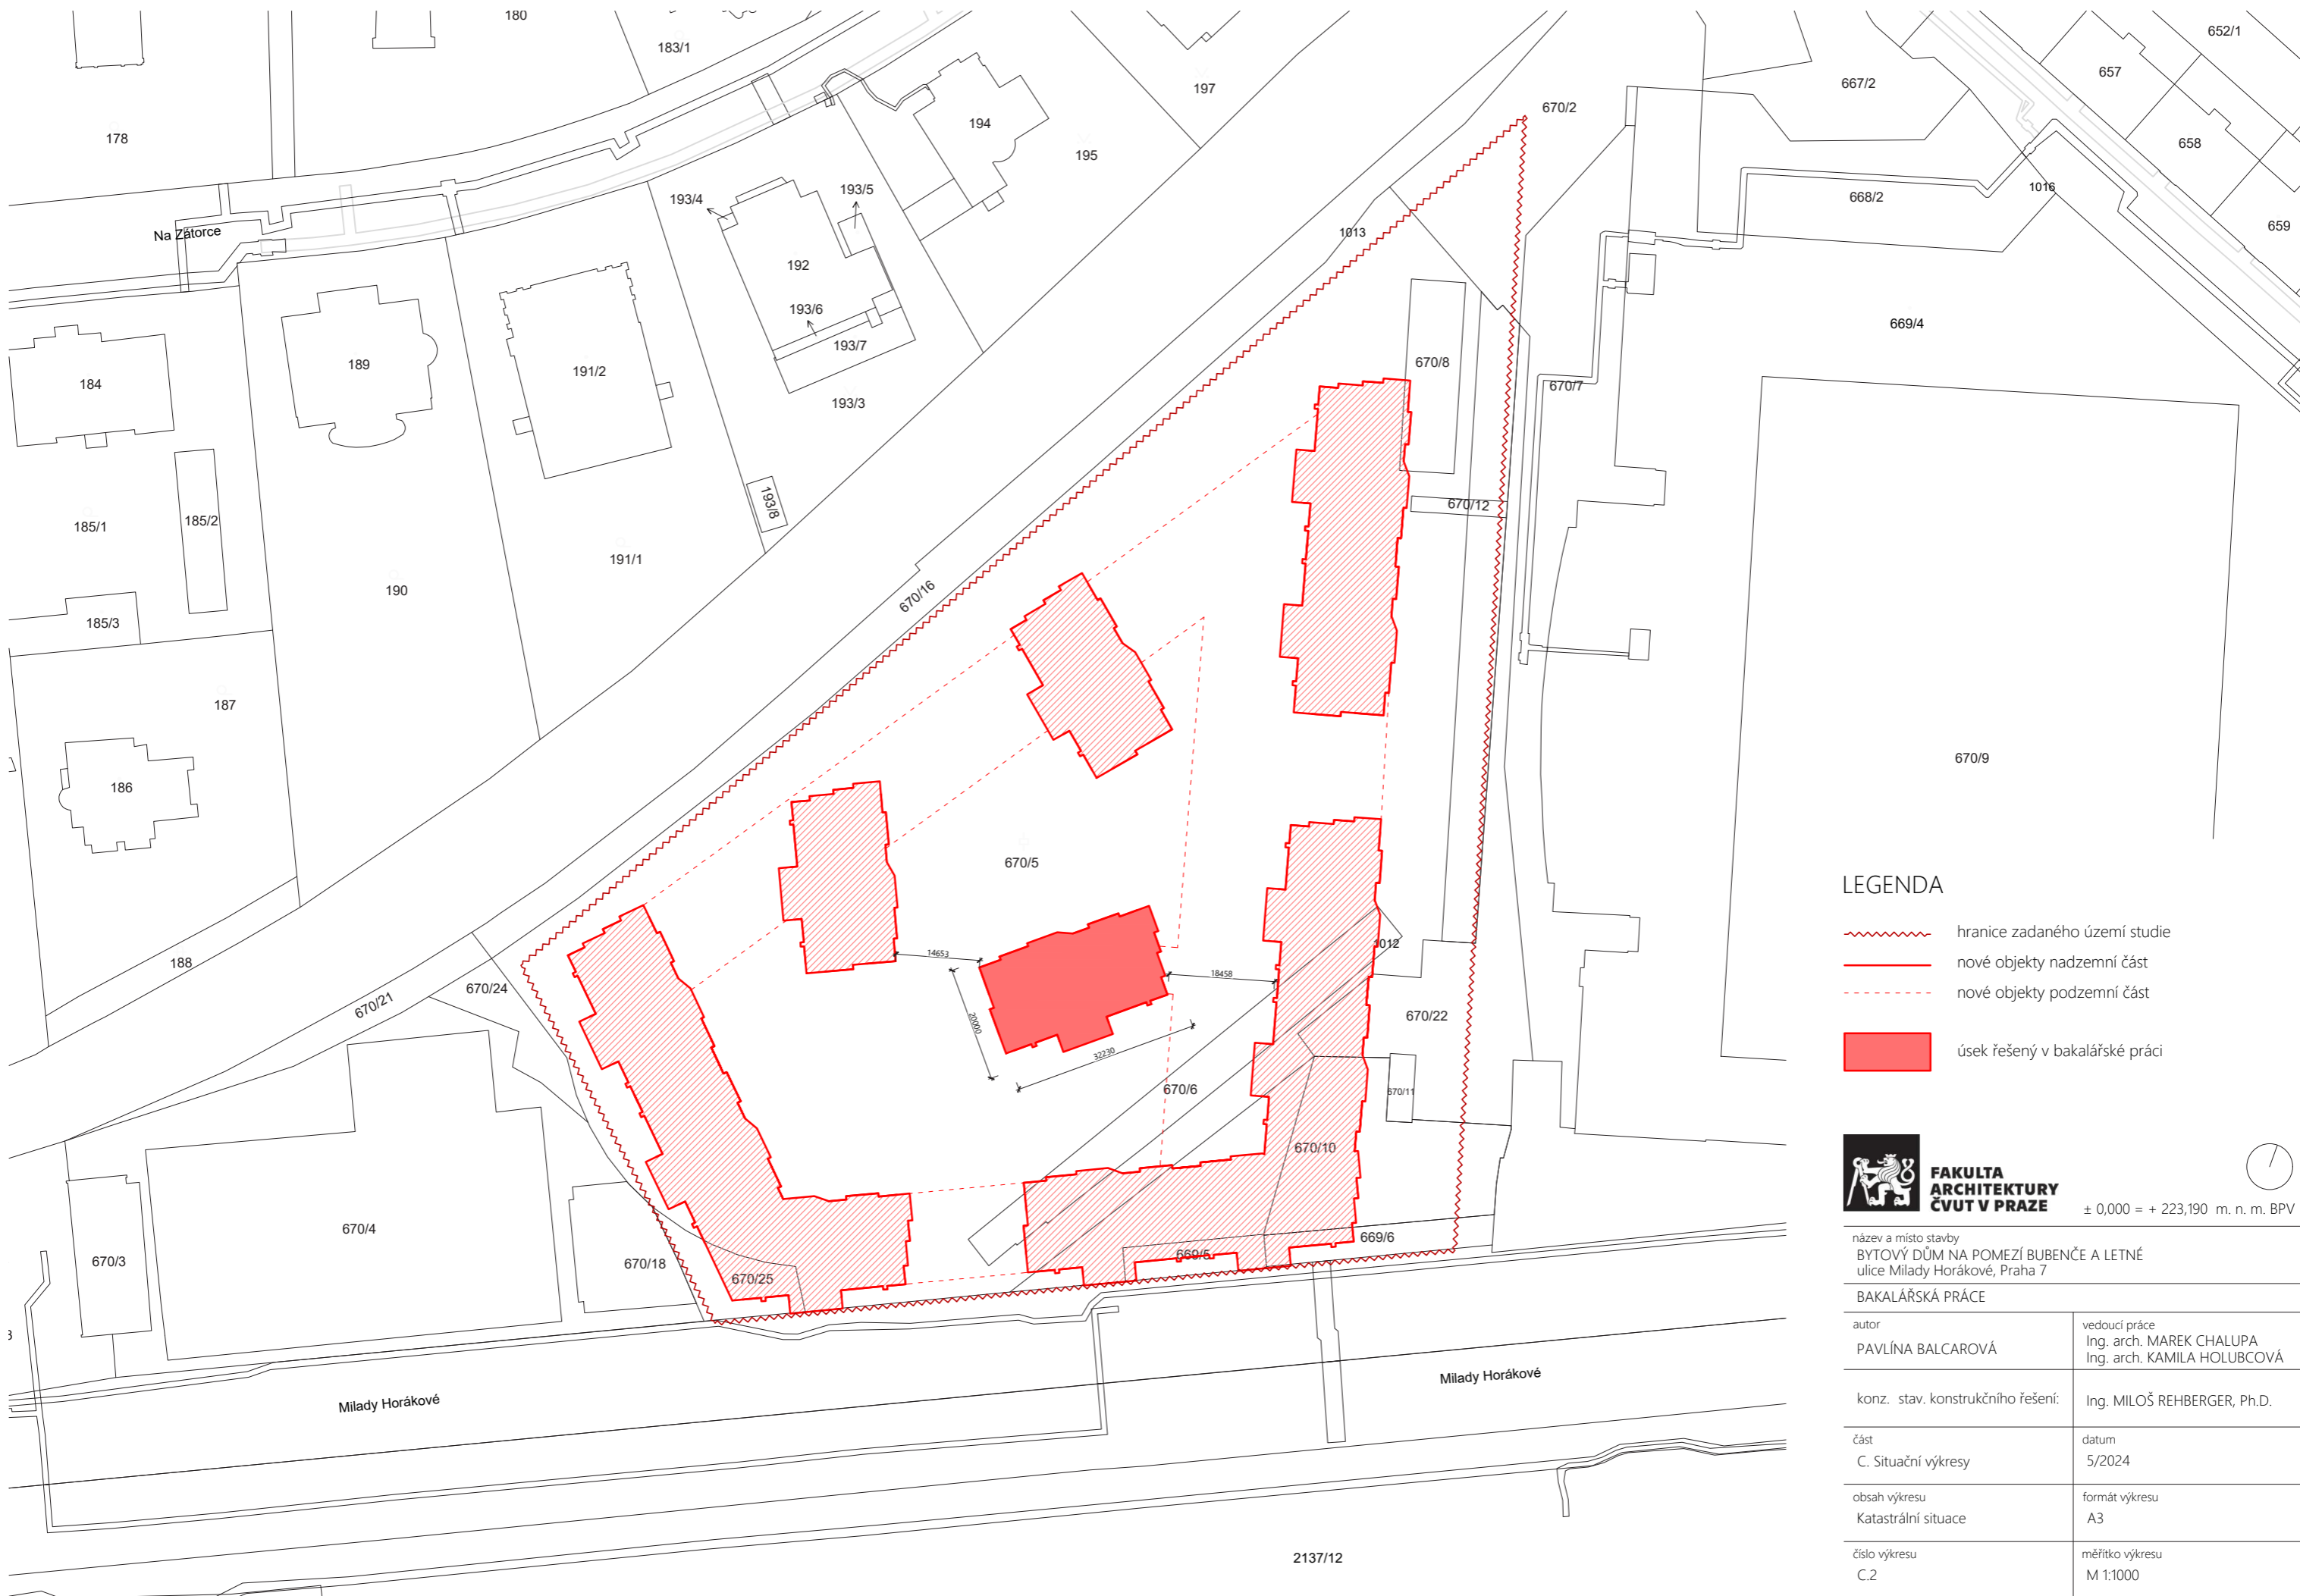 180
183/1
178
197
194
195
670/2
667/2
652/1
657
658
659
1016
668/2
669/4
Na Zátorce
193/4
193/5
192
193/6
193/7
193/3
193/8
1013
184
189
191/2
185/1
185/2
185/3
190
191/1
187
186
188
670/16
670/8
670/7
670/12
670/9
670/5
670/21
670/24
14653
18458
20000
32230
1012
670/22
670/6
670/11
670/10
670/3
670/4
670/18
670/25
669/5
669/6
3
Milady Horákové
Milady Horákové
2137/12
LEGENDA
hranice zadaného území studie
nové objekty nadzemní část
nové objekty podzemní část
úsek řešený v bakalářské práci
FAKULTA
ARCHITEKTURY
ČVUT V PRAZE
± 0,000 = + 223,190 m. n. m. BPV
název a místo stavby
BYTOVÝ DŮM NA POMEZÍ BUBENČE A LETNÉ
ulice Milady Horákové, Praha 7
BAKALÁŘSKÁ PRÁCE
autor
PAVLÍNA BALCAROVÁ
vedoucí práce
Ing. arch. MAREK CHALUPA
Ing. arch. KAMILA HOLUBCOVÁ
konz. stav. konstrukčního řešení:
Ing. MILOŠ REHBERGER, Ph.D.
část
C. Situační výkresy
datum
5/2024
obsah výkresu
Katastrální situace
formát výkresu
A3
číslo výkresu
C.2
měřítko výkresu
M 1:1000